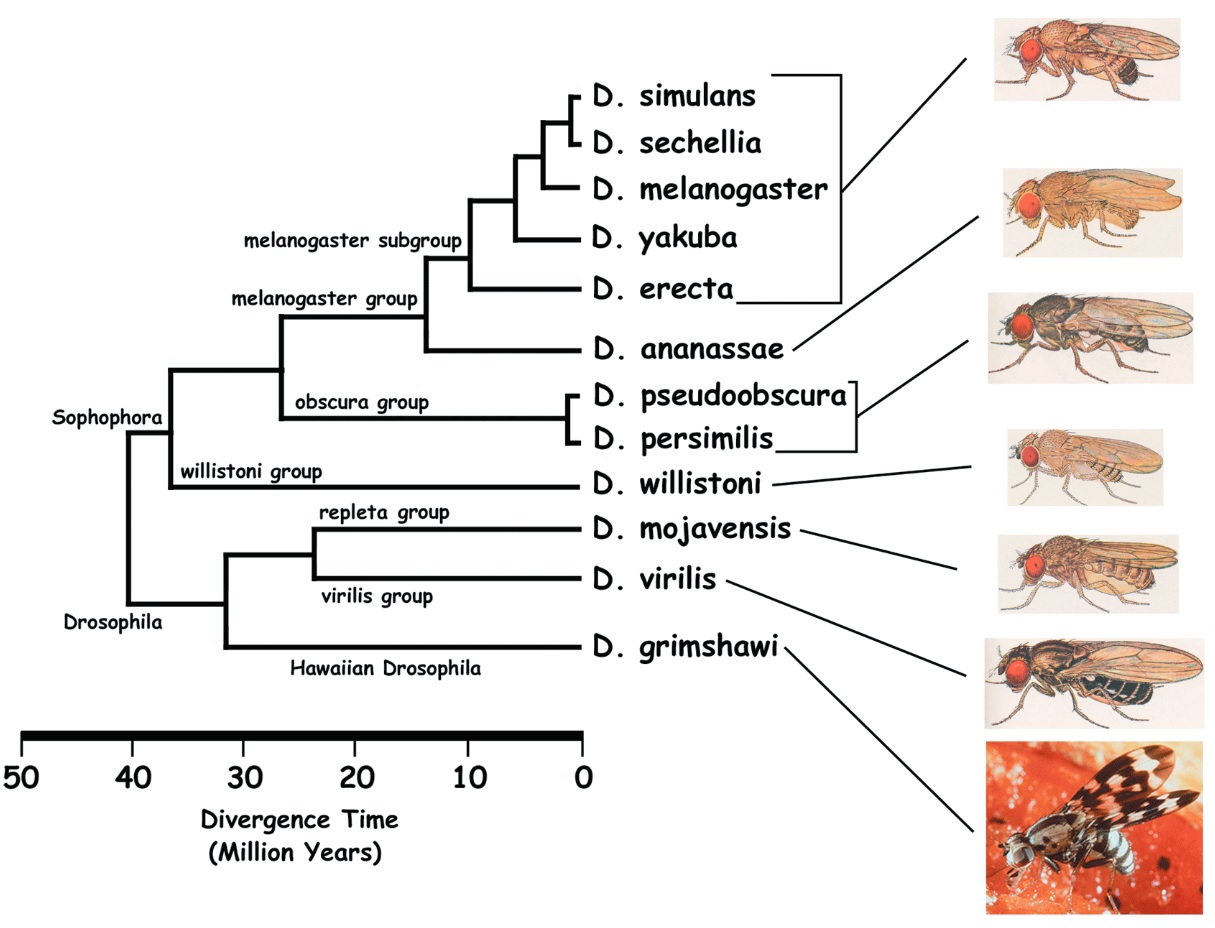 D. simulans
D. sechellia
D. melanogaster
D. yakuba
melanogaster subgroup
D. erecta
melanogaster group
D. ananassae
D. pseudoobscura
obscura group
Sophophora
D. persimilis
willistoni group
D. willistoni
repleta group
D. mojavensis
D. virilis
virilis group
Drosophila
D. grimshawi
Hawaiian Drosophila
50 40 30 20 10 0
Divergence Time
(Million Years)